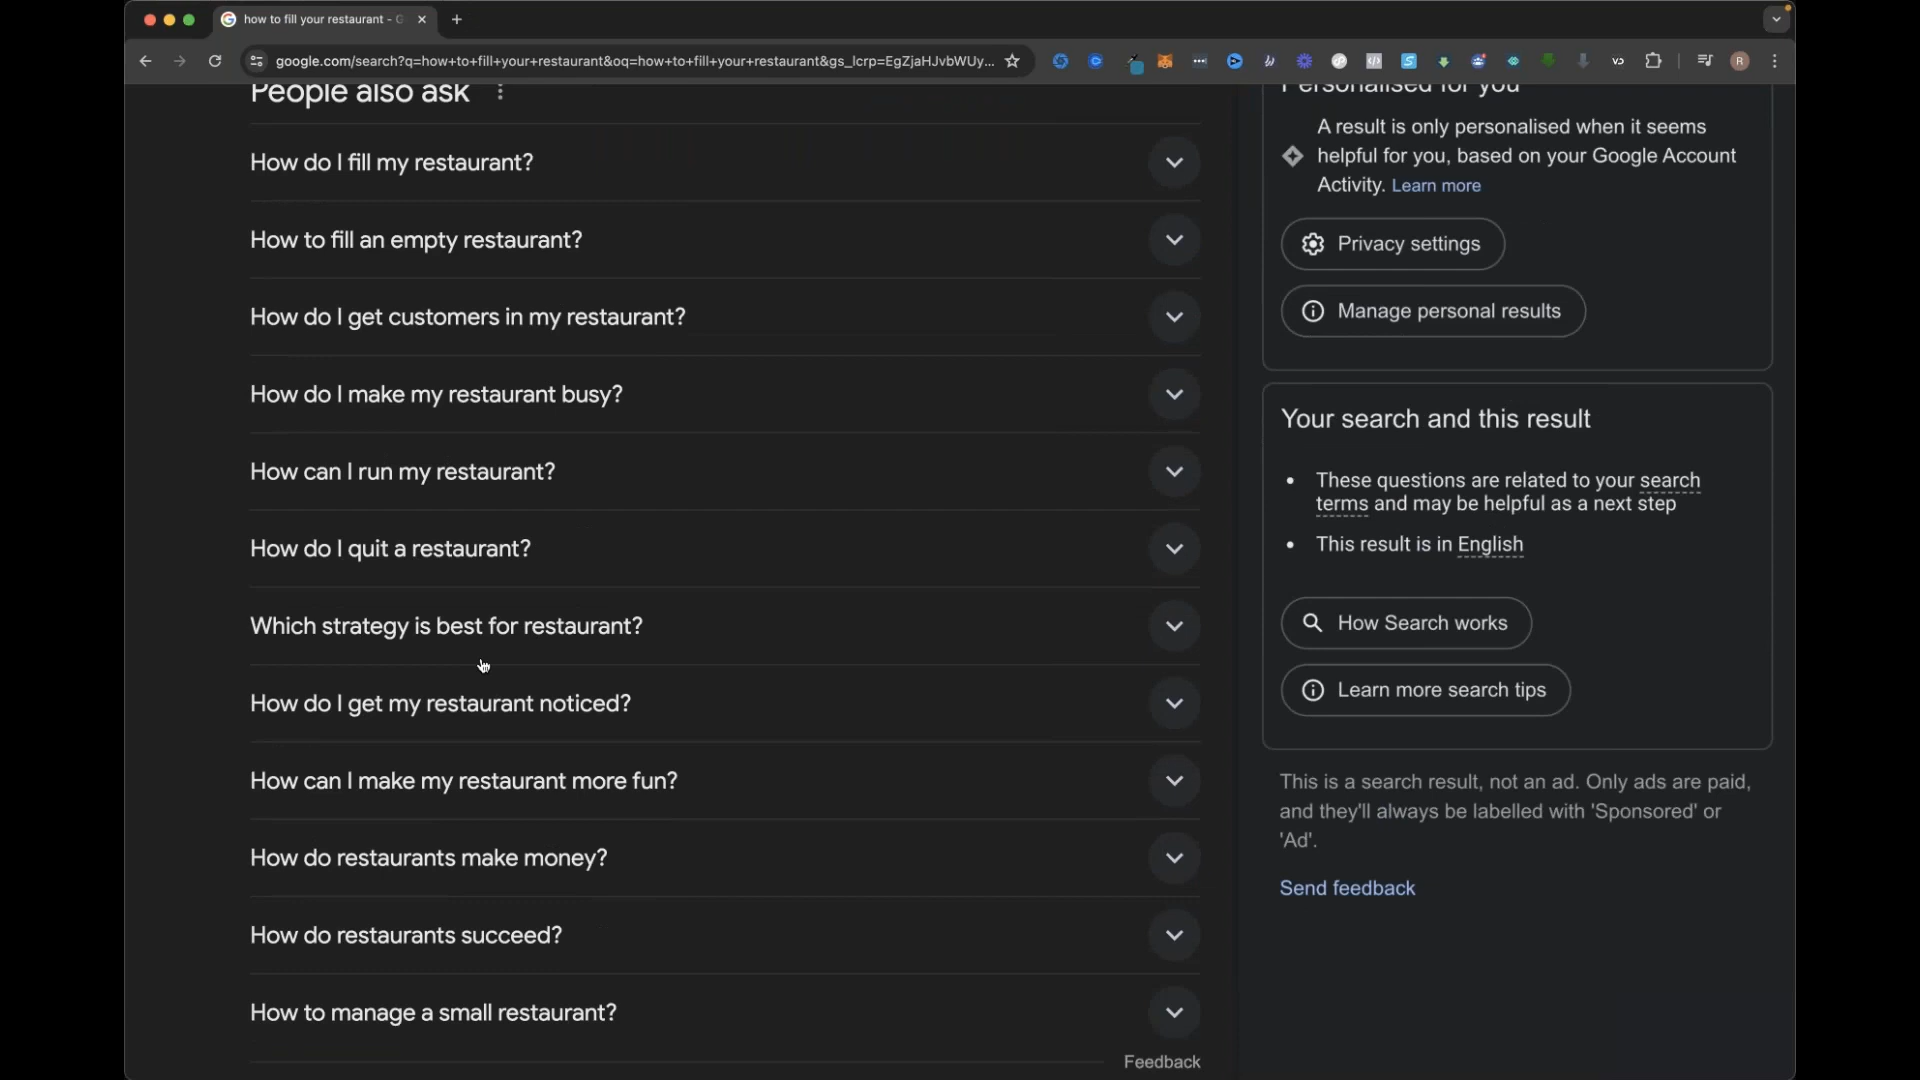 how to fill your restaurant - G
google.com/search?q=how+to+fill+your+restaurant&oq=how+to+fill+your+restaurant&gs_lcrp=EgZjaHJvbWUy...
People also ask
How do I fill my restaurant?
How to fill an empty restaurant?
How do I get customers in my restaurant?
How do I make my restaurant busy?
How can I run my restaurant?
How do I quit a restaurant?
Which strategy is best for restaurant?
How do I get my restaurant noticed?
How can I make my restaurant more fun?
How do restaurants make money?
How do restaurants succeed?
How to manage a small restaurant?
Feedback
Personalised for you
A result is only personalised when it seems
helpful for you, based on your Google Account
Activity. Learn more
Privacy settings
Manage personal results
Your search and this result
These questions are related to your search
terms and may be helpful as a next step
This result is in English
How Search works
Learn more search tips
This is a search result, not an ad. Only ads are paid,
and they'll always be labelled with 'Sponsored' or
'Ad'.
Send feedback